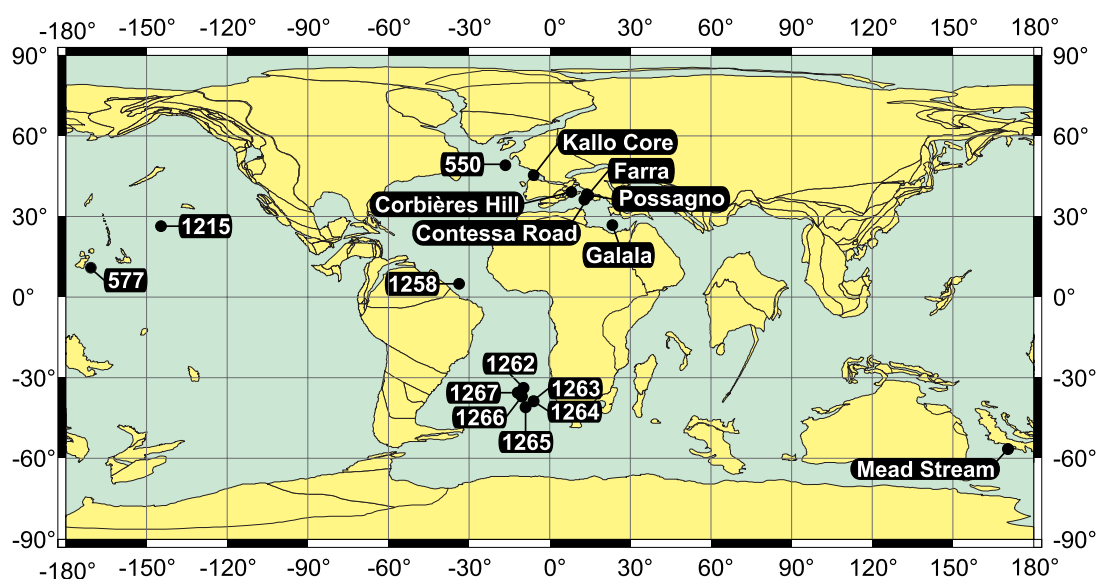 -180° -150° -120° -90° -60° -30° 0° 30° 60° 90° 120° 150° 180°
90° 90°
60° 60°
Kallo Core
550
Farra
Corbières Hill
Possagno
30° 30°
1215
Contessa Road
Galala
577
1258
0° 0°
1262
-30° -30°
1267
1263
1266
1264
1265
-60° -60°
Mead Stream
-90° -90°
-180° -150° -120° -90° -60° -30° 0° 30° 60° 90° 120° 150° 180°